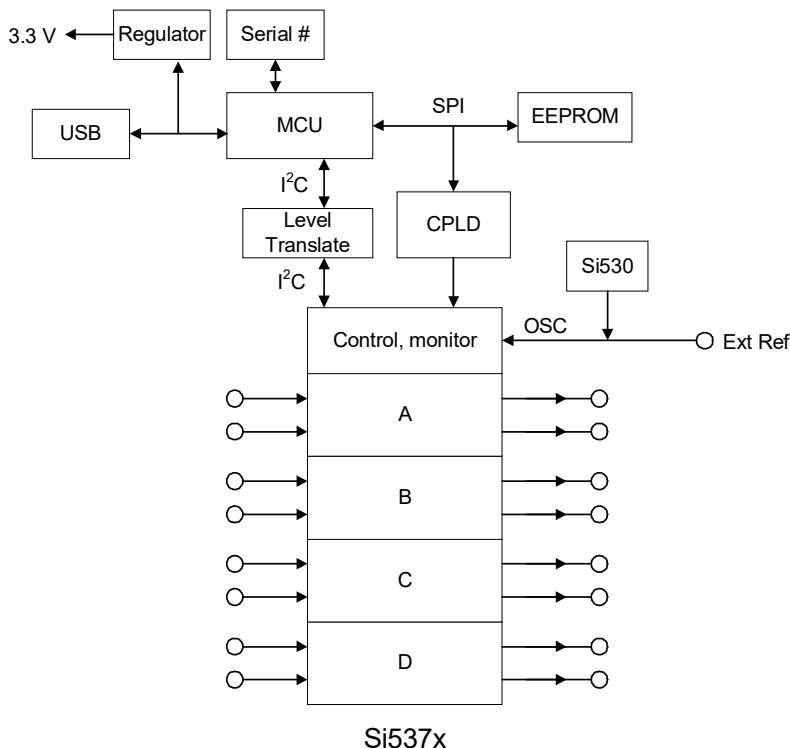 3.3 V
Regulator
Serial #
USB
MCU
SPI
EEPROM
I²C
Level
Translate
CPLD
I²C
Si530
Control, monitor
OSC
Ext Ref
A
B
C
D
Si537x